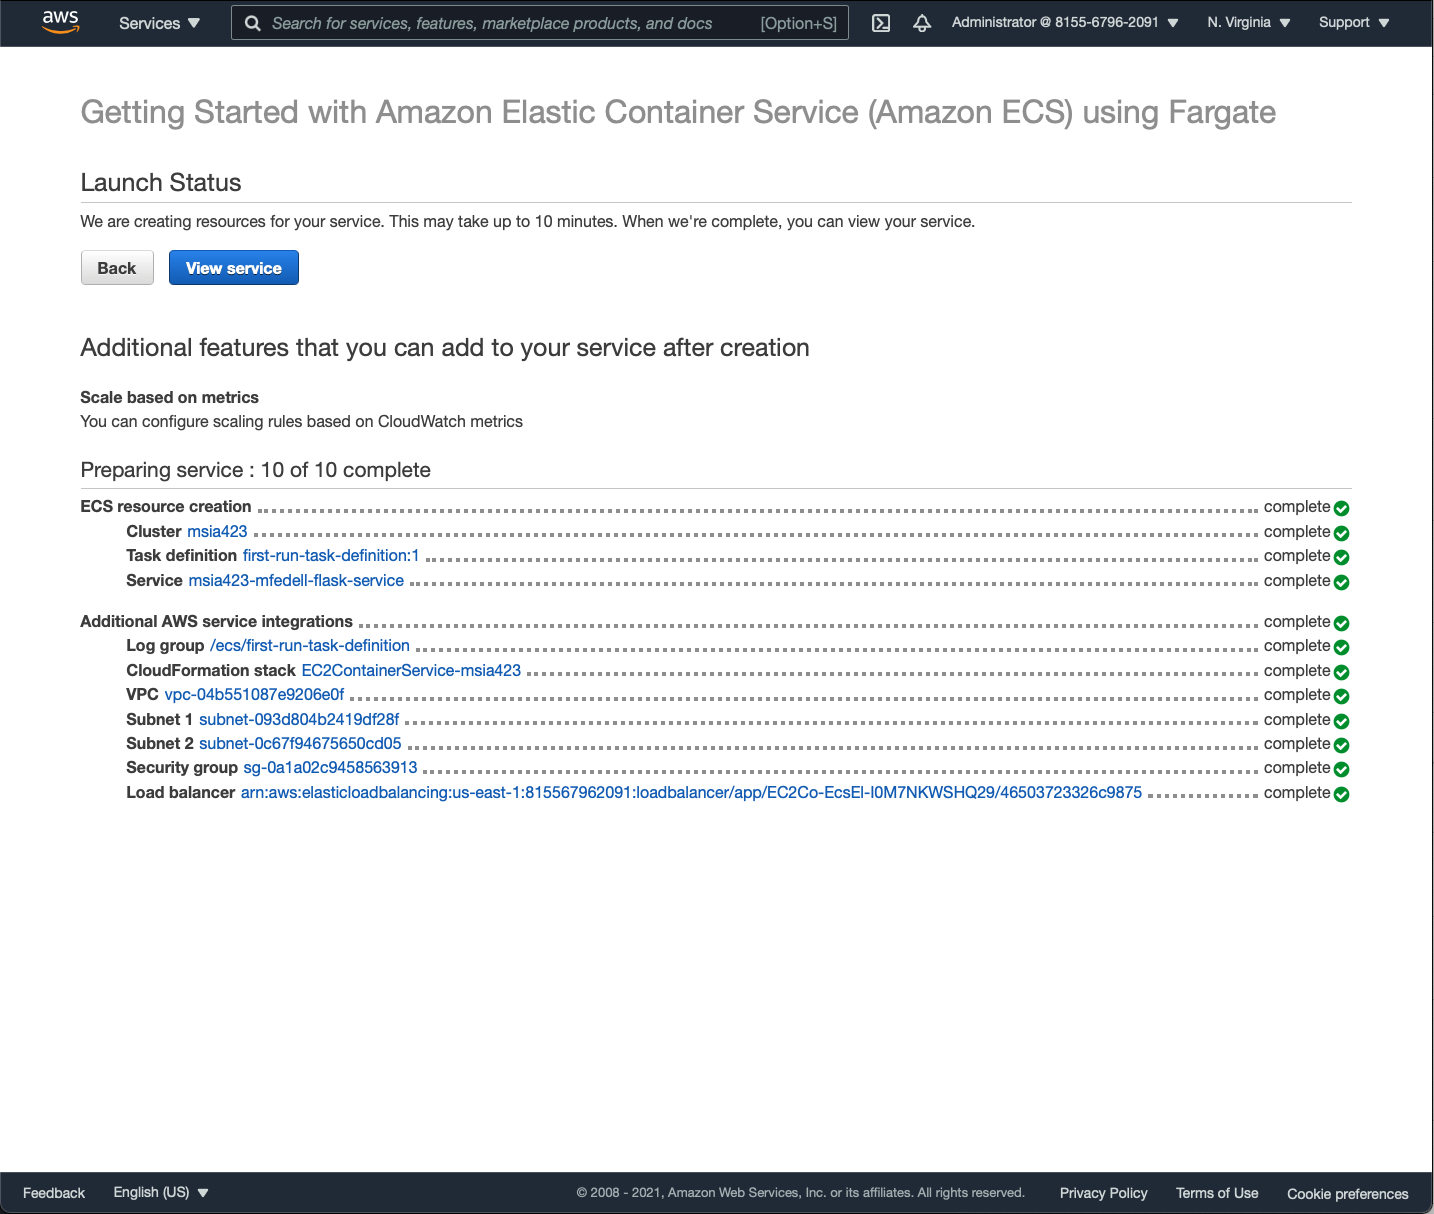 aws Services Search for services, features, marketplace products, and docs [Option+S] Administrator @ 8155-6796-2091 N. Virginia Support
Getting Started with Amazon Elastic Container Service (Amazon ECS) using Fargate
Launch Status
We are creating resources for your service. This may take up to 10 minutes. When we're complete, you can view your service.
Back View service
Additional features that you can add to your service after creation
Scale based on metrics
You can configure scaling rules based on CloudWatch metrics
Preparing service : 10 of 10 complete
ECS resource creation complete
Cluster msia423 complete
Task definition first-run-task-definition:1 complete
Service msia423-mfedell-flask-service complete
Additional AWS service integrations complete
Log group /ecs/first-run-task-definition complete
CloudFormation stack EC2ContainerService-msia423 complete
VPC vpc-04b551087e9206e0f complete
Subnet 1 subnet-093d804b2419df28f complete
Subnet 2 subnet-0c67f94675650cd05 complete
Security group sg-0a1a02c9458563913 complete
Load balancer arn:aws:elasticloadbalancing:us-east-1:815567962091:loadbalancer/app/EC2Co-EcsEl-I0M7NKWSHQ29/46503723326c9875 complete
Feedback English (US) © 2008 - 2021, Amazon Web Services, Inc. or its affiliates. All rights reserved. Privacy Policy Terms of Use Cookie preferences